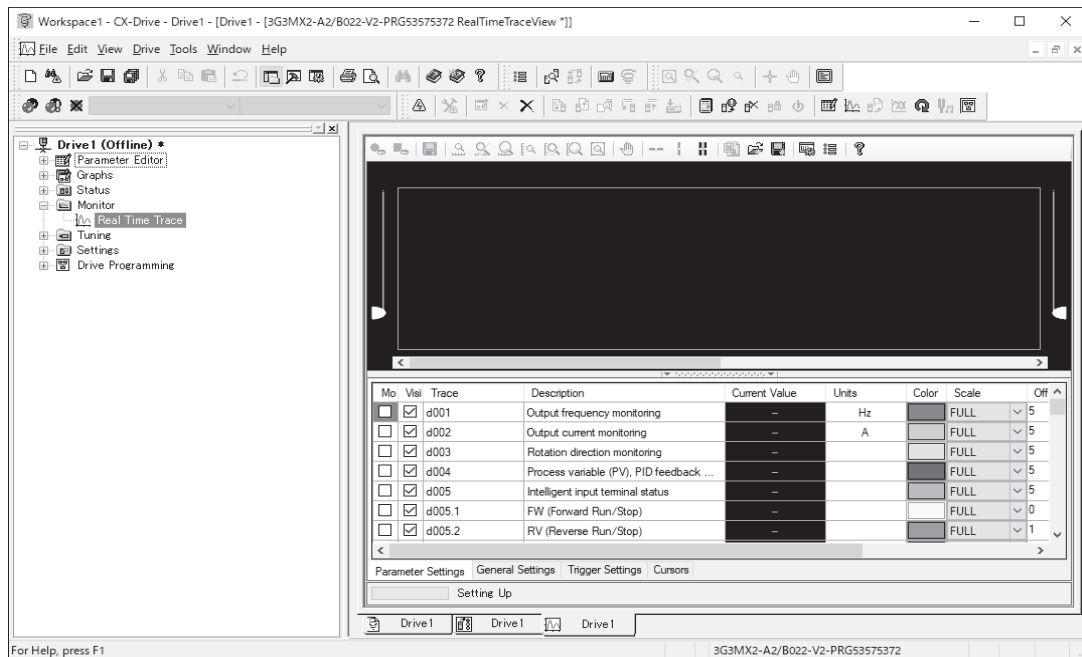 Workspace1 - CX-Drive - Drive1 - [Drive1 - [3G3MX2-A2/B022-V2-PRG53575372 RealTimeTraceView *]]
File Edit View Drive Tools Window Help
Drive1 (Offline) *
Parameter Editor
Graphs
Status
Monitor
Real Time Trace
Tuning
Settings
Drive Programming
Mo Visi Trace Description Current Value Units Color Scale Off
d001 Output frequency monitoring -- Hz FULL 5
d002 Output current monitoring -- A FULL 5
d003 Rotation direction monitoring -- FULL 5
d004 Process variable (PV), PID feedback ... -- FULL 5
d005 Intelligent input terminal status -- FULL 5
d005.1 FW (Forward Run/Stop) -- FULL 0
d005.2 RV (Reverse Run/Stop) -- FULL 1
Parameter Settings General Settings Trigger Settings Cursors
Setting Up
Drive1 Drive1 Drive1
For Help, press F1 3G3MX2-A2/B022-V2-PRG53575372